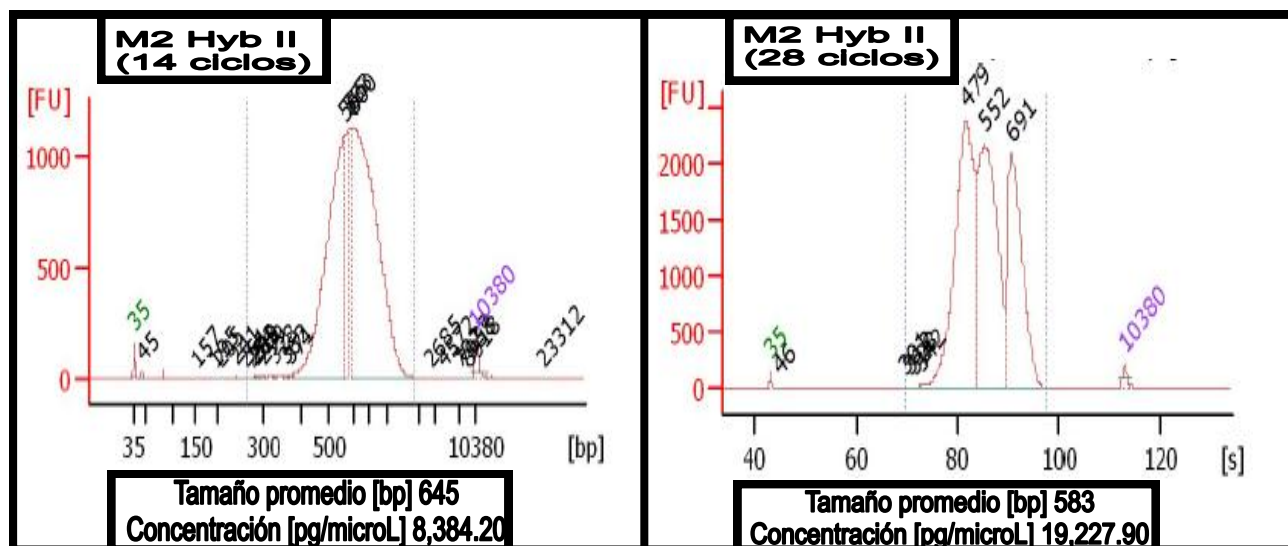 M2 Hyb II
(14 ciclos)
[FU]
1000
500
0
35
45
157
2685
10380
23312
35 150 300 500 10380 [bp]
Tamaño promedio [bp] 645
Concentración [pg/microL] 8,384.20
M2 Hyb II
(28 ciclos)
[FU]
2000
1500
1000
500
0
35
46
479
552
691
10380
40 60 80 100 120 [s]
Tamaño promedio [bp] 583
Concentración [pg/microL] 19,227.90